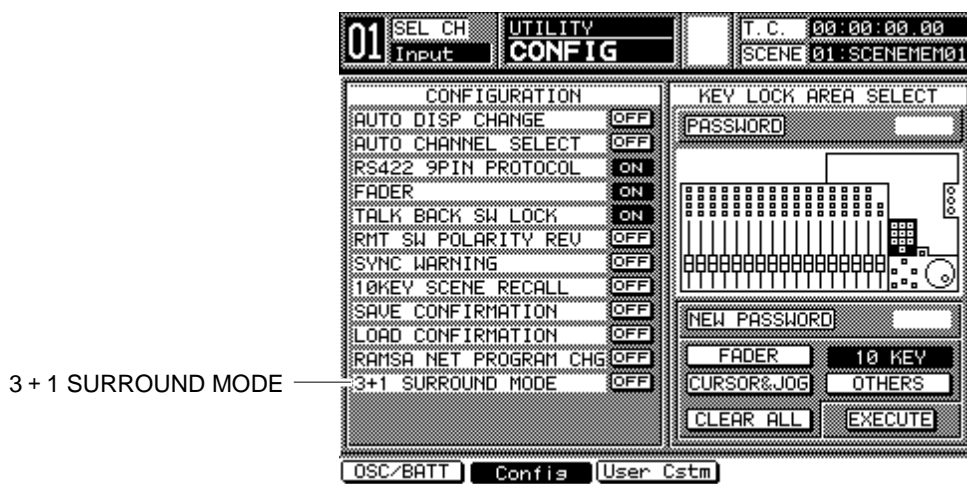 01 SEL CH Input UTILITY CONFIG T.C. 00:00:00.00
SCENE 01:SCENEMEM01
CONFIGURATION
AUTO DISP CHANGE OFF
AUTO CHANNEL SELECT OFF
RS422 9PIN PROTOCOL ON
FADER ON
TALK BACK SW LOCK ON
RMT SW POLARITY REV OFF
SYNC WARNING OFF
10KEY SCENE RECALL OFF
SAVE CONFIRMATION OFF
LOAD CONFIRMATION OFF
RAMSA NET PROGRAM CHG OFF
3 + 1 SURROUND MODE
3+1 SURROUND MODE OFF
KEY LOCK AREA SELECT
PASSWORD
NEW PASSWORD
FADER 10 KEY
CURSOR&JOG OTHERS
CLEAR ALL EXECUTE
OSC/BATT Config User Cstm